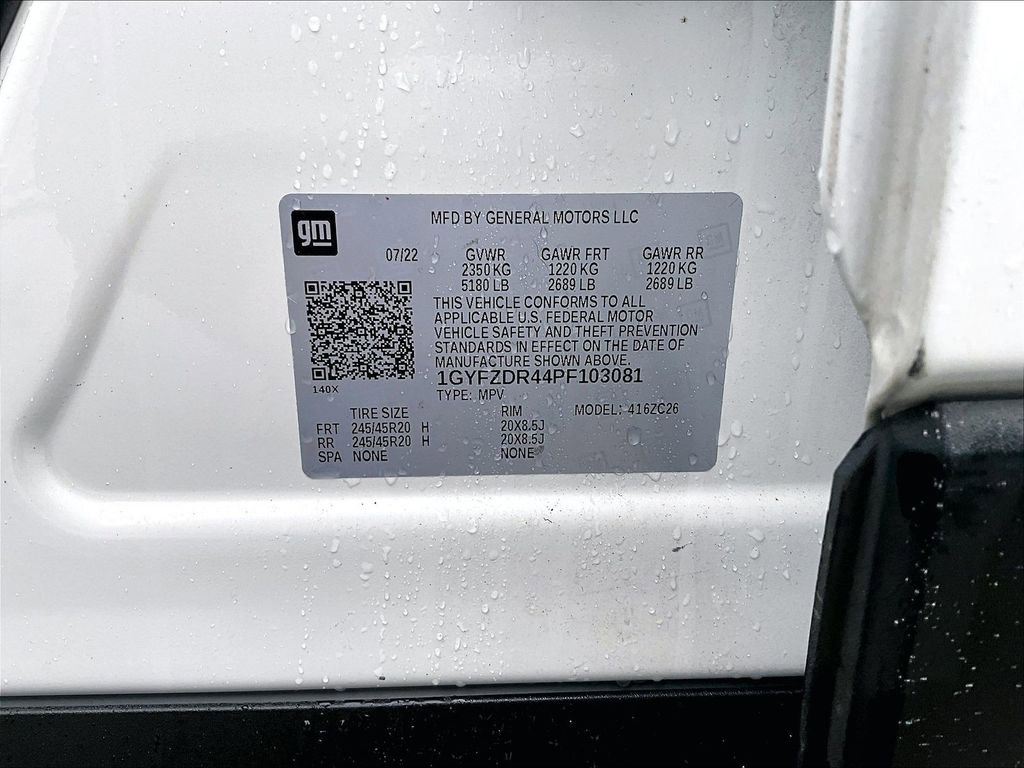 gm
MFD BY GENERAL MOTORS LLC
07/22 GVWR GAWR FRT GAWR RR
2350 KG 1220 KG 1220 KG
5180 LB 2689 LB 2689 LB
THIS VEHICLE CONFORMS TO ALL
APPLICABLE U.S. FEDERAL MOTOR
VEHICLE SAFETY AND THEFT PREVENTION
STANDARDS IN EFFECT ON THE DATE OF
MANUFACTURE SHOWN ABOVE.
1GYFZDR44PF103081
140X
TYPE: MPV
TIRE SIZE RIM MODEL: 416ZC26
FRT 245/45R20 H 20X8.5J
RR 245/45R20 H 20X8.5J
SPA NONE NONE